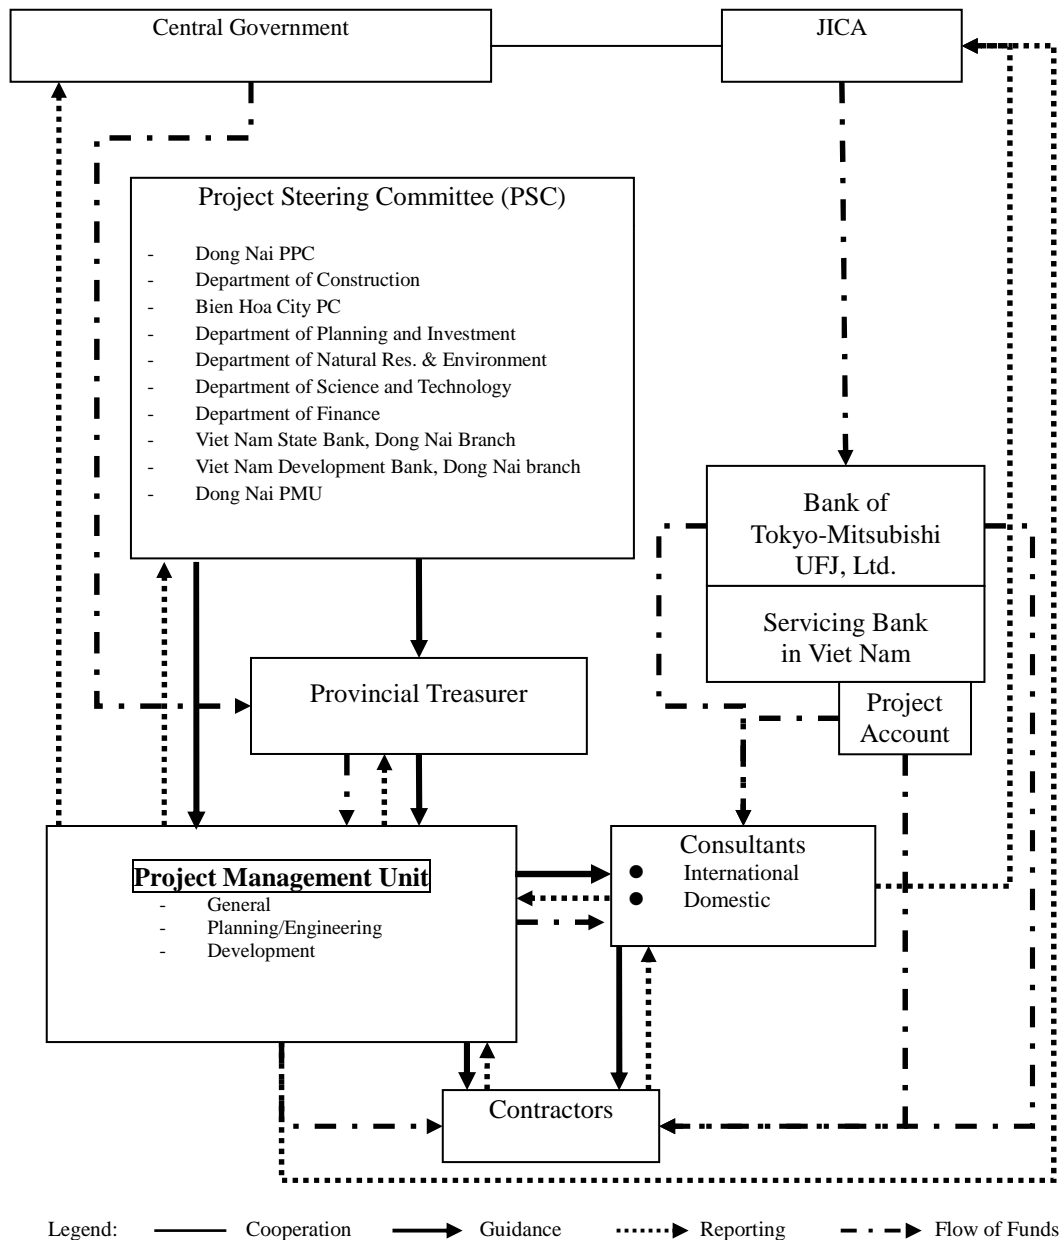 Central Government
JICA
Project Steering Committee (PSC)
- Dong Nai PPC
- Department of Construction
- Bien Hoa City PC
- Department of Planning and Investment
- Department of Natural Res. & Environment
- Department of Science and Technology
- Department of Finance
- Viet Nam State Bank, Dong Nai Branch
- Viet Nam Development Bank, Dong Nai branch
- Dong Nai PMU
Bank of
Tokyo-Mitsubishi
UFJ, Ltd.
Servicing Bank
in Viet Nam
Project
Account
Provincial Treasurer
Project Management Unit
- General
- Planning/Engineering
- Development
Consultants
● International
● Domestic
Contractors
Legend: Cooperation Guidance Reporting Flow of Funds